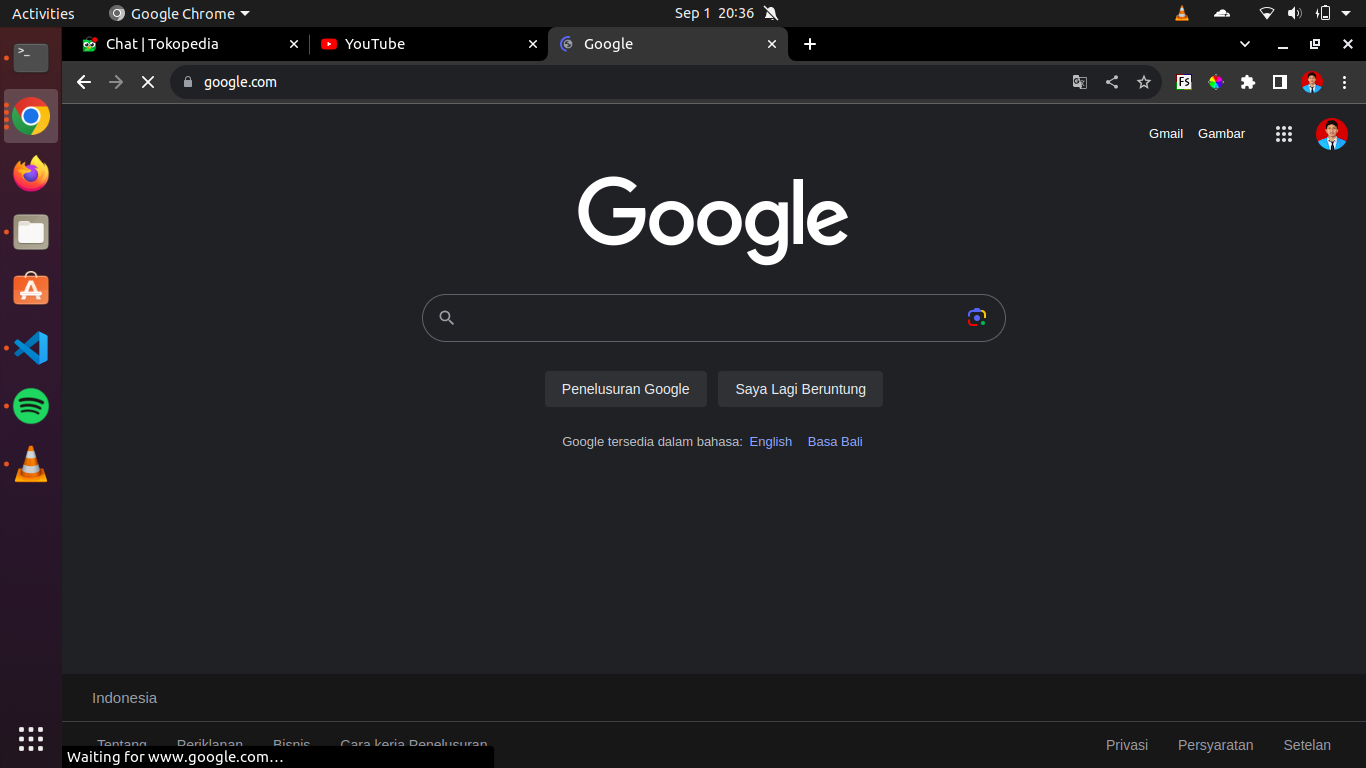 Activities Google Chrome Sep 1 20:36
Chat | Tokopedia YouTube Google
google.com FS
Gmail Gambar
Google
Penelusuran Google Saya Lagi Beruntung
Google tersedia dalam bahasa: English Basa Bali
Indonesia
Tentang Periklanan Bisnis Cara kerja Penelusuran Privasi Persyaratan Setelan
Waiting for www.google.com…